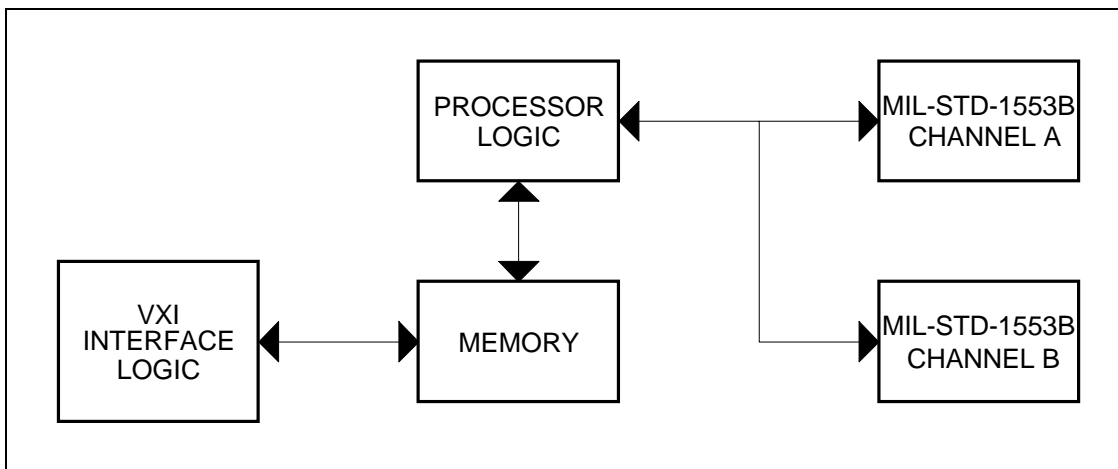 PROCESSOR
LOGIC
MIL-STD-1553B
CHANNEL A
VXI
INTERFACE
LOGIC
MEMORY
MIL-STD-1553B
CHANNEL B